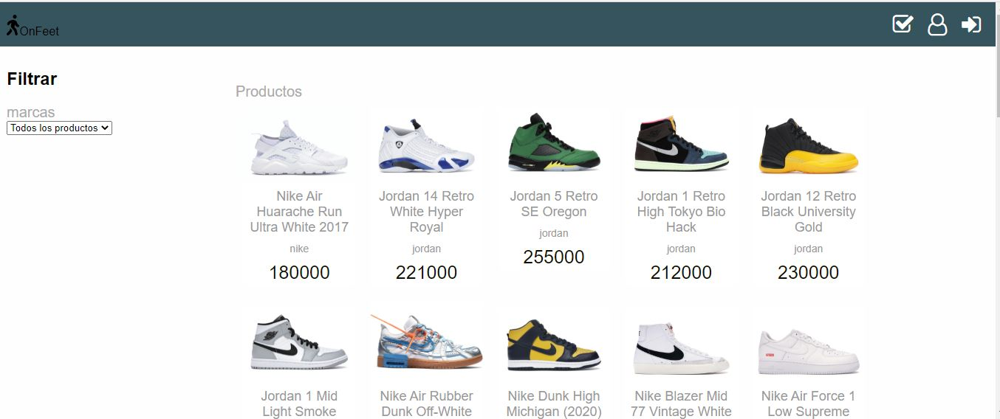 OnFeet
Filtrar
marcas
Todos los productos
Productos
Nike Air
Huarache Run
Ultra White 2017
nike
180000
Jordan 14 Retro
White Hyper
Royal
jordan
221000
Jordan 5 Retro
SE Oregon
jordan
255000
Jordan 1 Retro
High Tokyo Bio
Hack
jordan
212000
Jordan 12 Retro
Black University
Gold
jordan
230000
Jordan 1 Mid
Light Smoke
Nike Air Rubber
Dunk Off-White
Nike Dunk High
Michigan (2020)
Nike Blazer Mid
77 Vintage White
Nike Air Force 1
Low Supreme